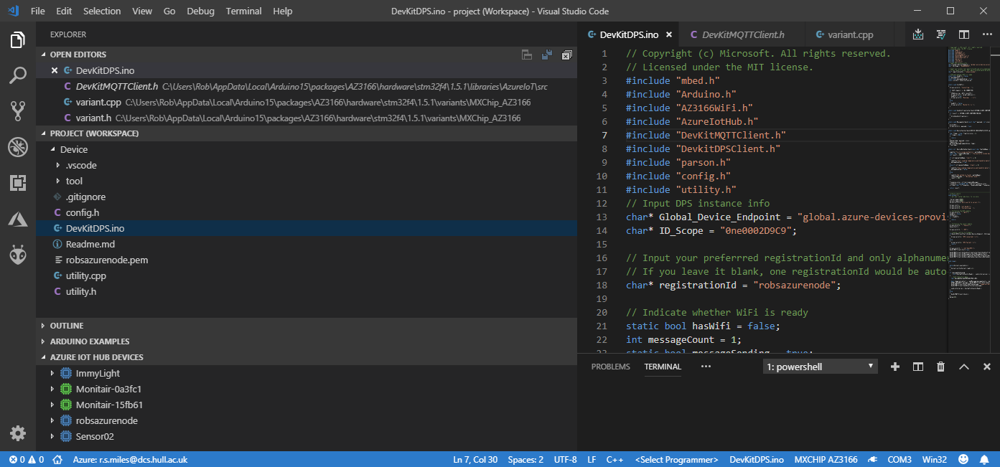 File Edit Selection View Go Debug Terminal Help DevKitDPS.ino - project (Workspace) - Visual Studio Code
EXPLORER
OPEN EDITORS
DevKitDPS.ino
DevKitMQTTClient.h C:\Users\Rob\AppData\Local\Arduino15\packages\AZ3166\hardware\stm32f4\1.5.1\libraries\AzureIoT\src
variant.cpp C:\Users\Rob\AppData\Local\Arduino15\packages\AZ3166\hardware\stm32f4\1.5.1\variants\MXChip_AZ3166
variant.h C:\Users\Rob\AppData\Local\Arduino15\packages\AZ3166\hardware\stm32f4\1.5.1\variants\MXChip_AZ3166
PROJECT (WORKSPACE)
Device
.vscode
tool
.gitignore
config.h
DevKitDPS.ino
Readme.md
robsazurenode.pem
utility.cpp
utility.h
OUTLINE
ARDUINO EXAMPLES
AZURE IOT HUB DEVICES
ImmyLight
Monitair-0a3fc1
Monitair-15fb61
robsazurenode
Sensor02
DevKitDPS.ino DevKitMQTTClient.h variant.cpp
1 // Copyright (c) Microsoft. All rights reserved.
2 // Licensed under the MIT license.
3 #include "mbed.h"
4 #include "Arduino.h"
5 #include "AZ3166WiFi.h"
6 #include "AzureIotHub.h"
7 #include "DevKitMQTTClient.h"
8 #include "DevkitDPSClient.h"
9 #include "parson.h"
10 #include "config.h"
11 #include "utility.h"
12 // Input DPS instance info
13 char* Global_Device_Endpoint = "global.azure-devices-provi
14 char* ID_Scope = "0ne0002D9C9";
15
16 // Input your preferrred registrationId and only alphanume
17 // If you leave it blank, one registrationId would be auto
18 char* registrationId = "robsazurenode";
19
20 // Indicate whether WiFi is ready
21 static bool hasWifi = false;
22 int messageCount = 1;
23 static bool messageSending = true;
PROBLEMS TERMINAL ••• 1: powershell
0 0 Azure: r.s.miles@dcs.hull.ac.uk Ln 7, Col 30 Spaces: 2 UTF-8 LF C++ <Select Programmer> DevKitDPS.ino MXCHIP AZ3166 COM3 Win32